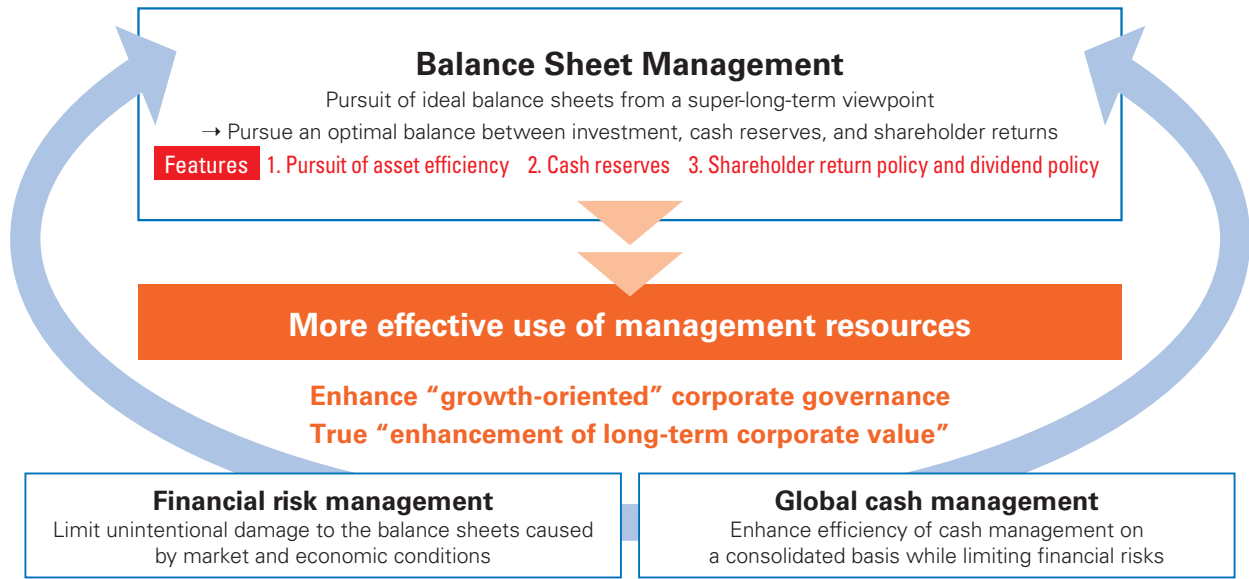 Balance Sheet Management
Pursuit of ideal balance sheets from a super-long-term viewpoint
→ Pursue an optimal balance between investment, cash reserves, and shareholder returns
Features 1. Pursuit of asset efficiency 2. Cash reserves 3. Shareholder return policy and dividend policy
More effective use of management resources
Enhance “growth-oriented” corporate governance
True “enhancement of long-term corporate value”
Financial risk management
Limit unintentional damage to the balance sheets caused
by market and economic conditions
Global cash management
Enhance efficiency of cash management on
a consolidated basis while limiting financial risks